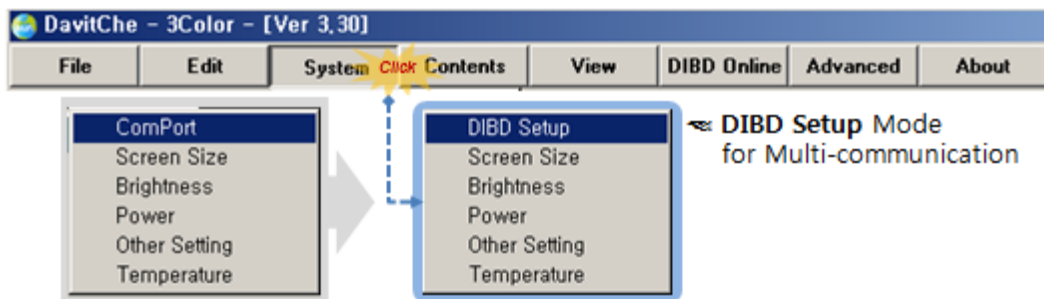 DavitChe - 3Color - [Ver 3,30]
File Edit System Click Contents View DIBD Online Advanced About
ComPort
Screen Size
Brightness
Power
Other Setting
Temperature
DIBD Setup
Screen Size
Brightness
Power
Other Setting
Temperature
☜ DIBD Setup Mode
for Multi-communication